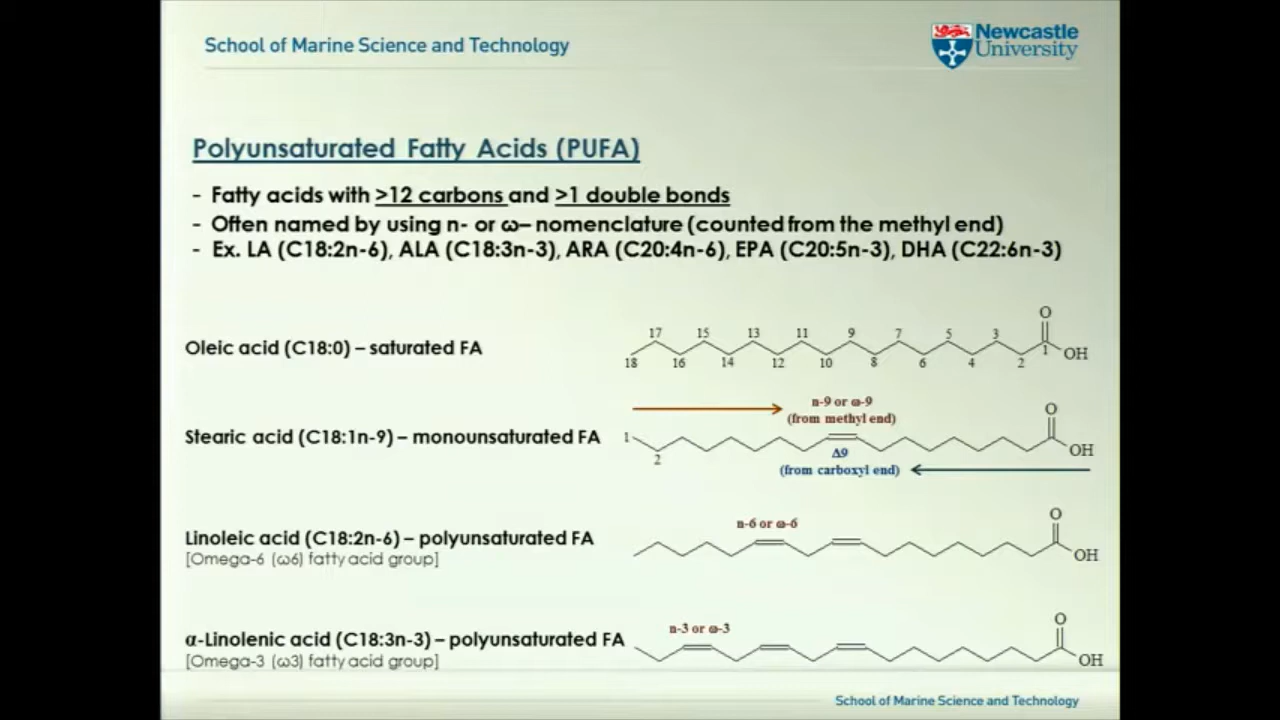 School of Marine Science and Technology
Newcastle
University
Polyunsaturated Fatty Acids (PUFA)
- Fatty acids with >12 carbons and >1 double bonds
- Often named by using n- or ω– nomenclature (counted from the methyl end)
- Ex. LA (C18:2n-6), ALA (C18:3n-3), ARA (C20:4n-6), EPA (C20:5n-3), DHA (C22:6n-3)
Oleic acid (C18:0) – saturated FA
O
17 15 13 11 9 7 5 3
1 OH
18 16 14 12 10 8 6 4 2
Stearic acid (C18:1n-9) – monounsaturated FA
n-9 or ω-9
(from methyl end)
O
1
2
OH
Δ9
(from carboxyl end)
Linoleic acid (C18:2n-6) – polyunsaturated FA
[Omega-6 (ω6) fatty acid group]
n-6 or ω-6
O
OH
α-Linolenic acid (C18:3n-3) – polyunsaturated FA
[Omega-3 (ω3) fatty acid group]
n-3 or ω-3
O
OH
School of Marine Science and Technology